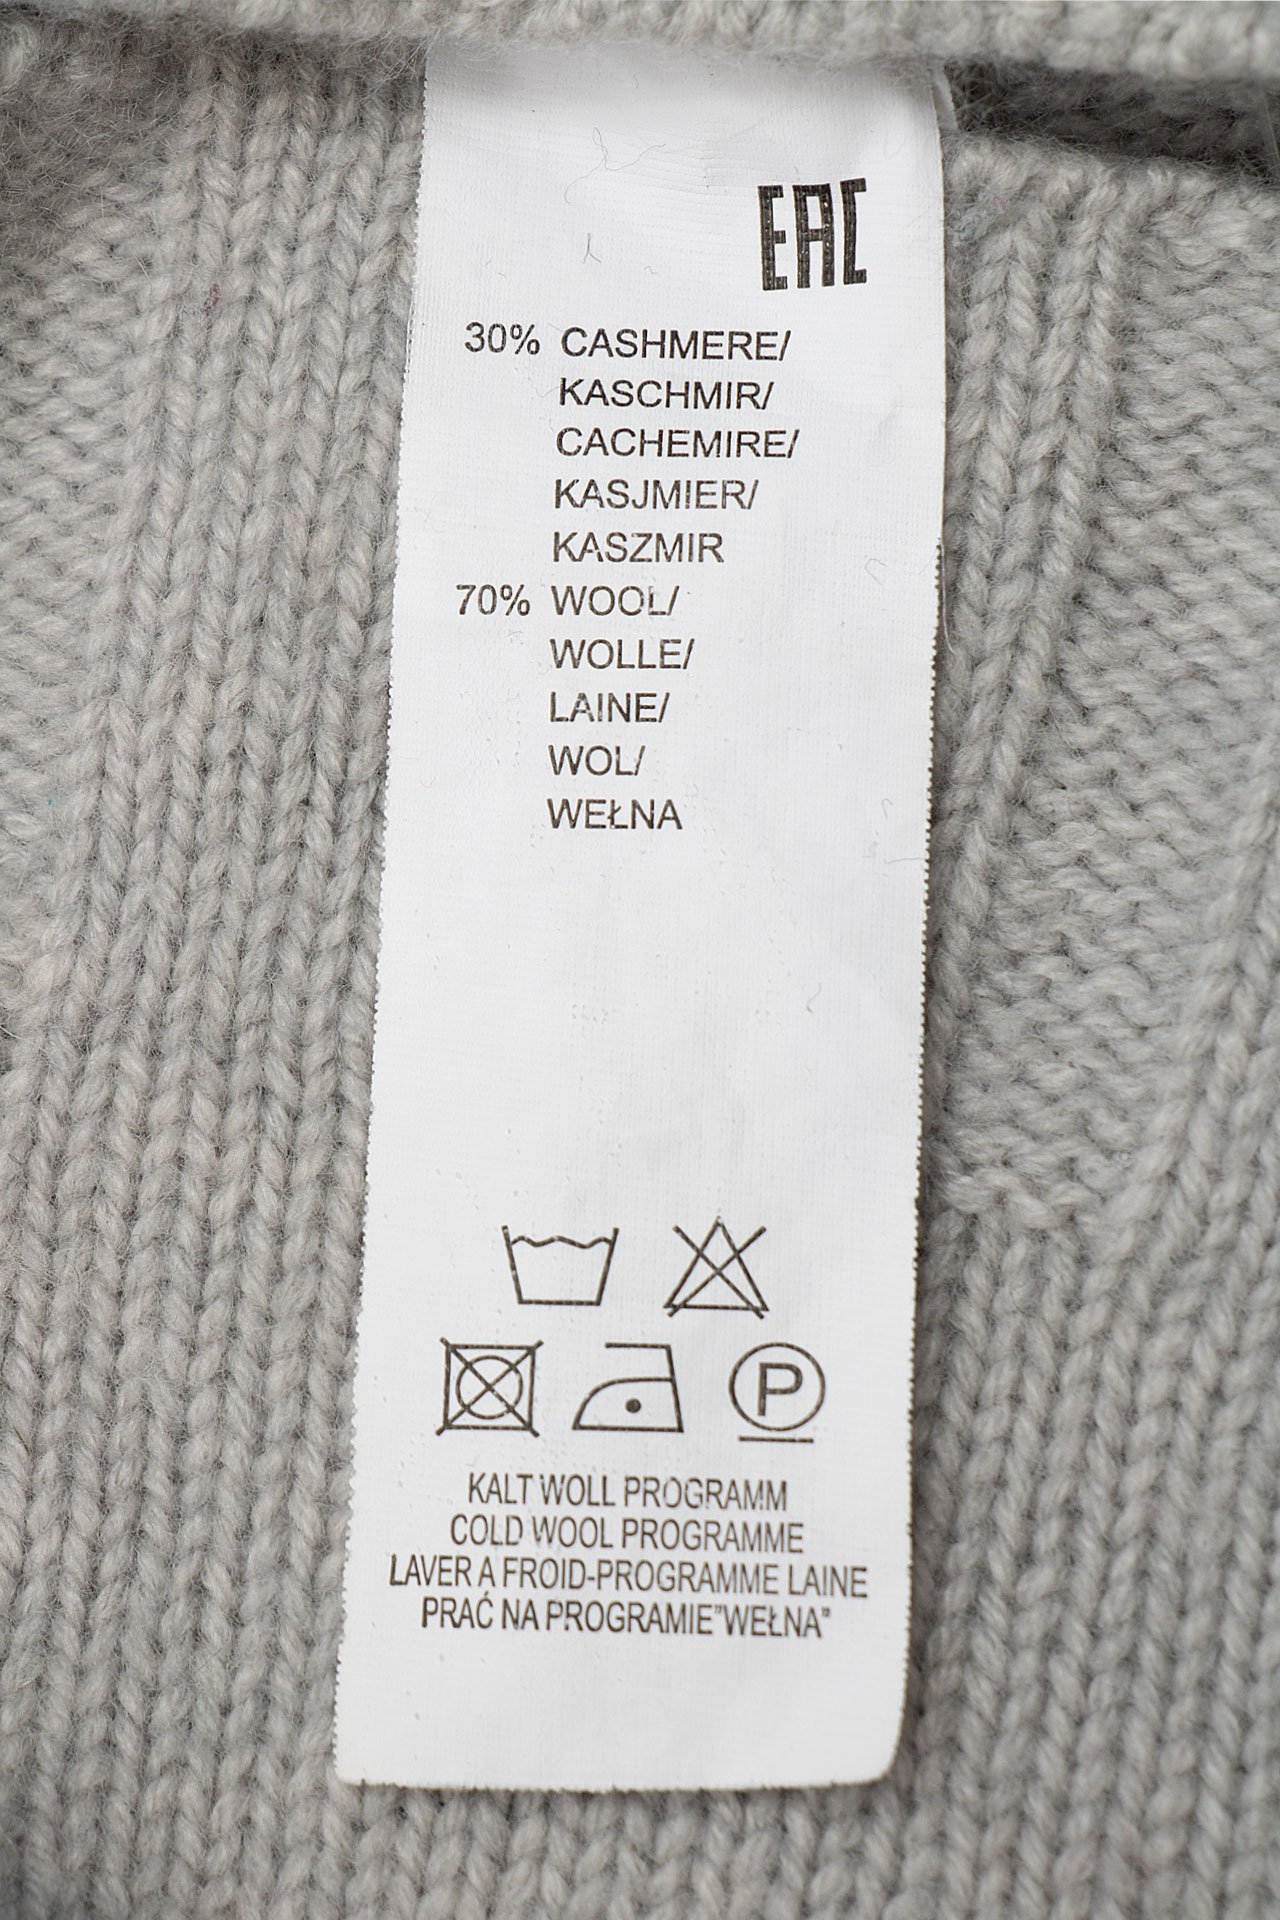 EAC
30% CASHMERE/
KASCHMIR/
CACHEMIRE/
KASJMIER/
KASZMIR
70% WOOL/
WOLLE/
LAINE/
WOL/
WEŁNA
P
KALT WOLL PROGRAMM
COLD WOOL PROGRAMME
LAVER A FROID-PROGRAMME LAINE
PRAĆ NA PROGRAMIE"WEŁNA"